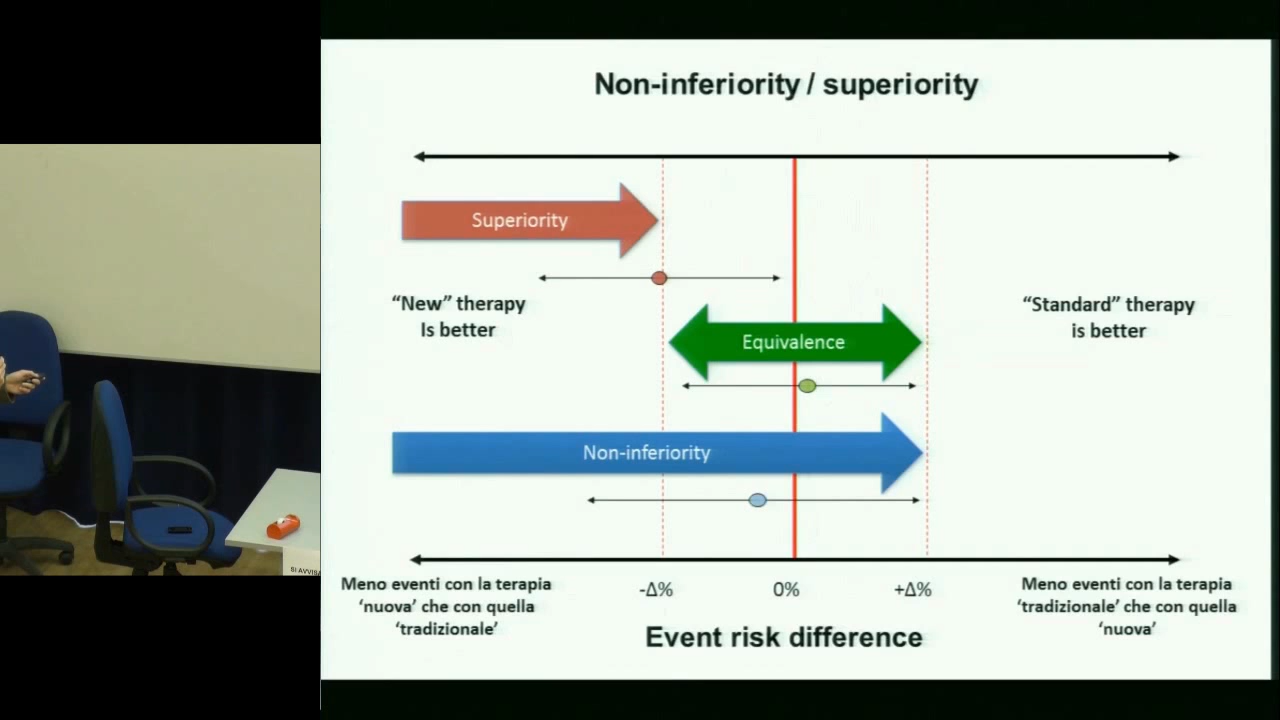 Non-inferiority / superiority
Superiority
“New” therapy
Is better
“Standard” therapy
is better
Equivalence
Non-inferiority
Meno eventi con la terapia
‘nuova’ che con quella
‘tradizionale’
-Δ%
0%
+Δ%
Meno eventi con la terapia
‘tradizionale’ che con quella
‘nuova’
Event risk difference
SI AVVISA